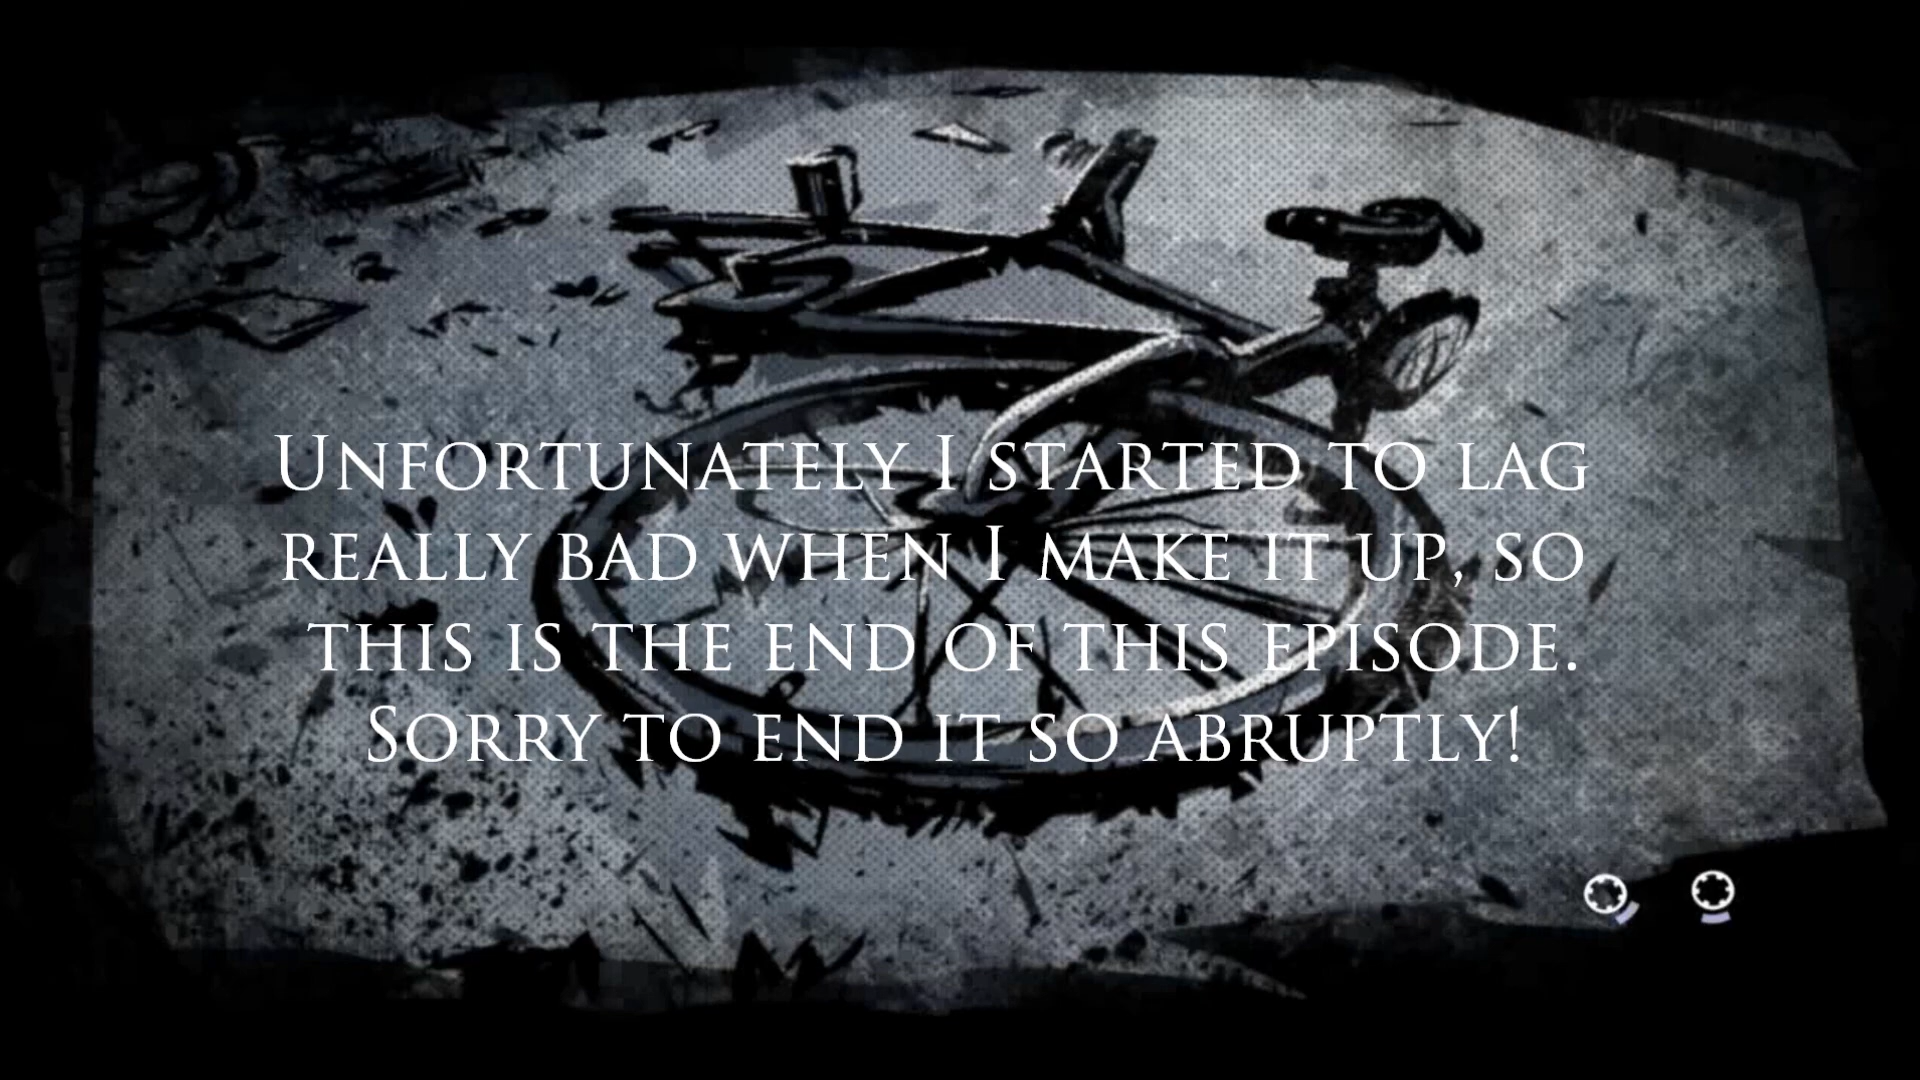 Unfortunately I started to lag
really bad when I make it up, so
this is the end of this episode.
Sorry to end it so abruptly!